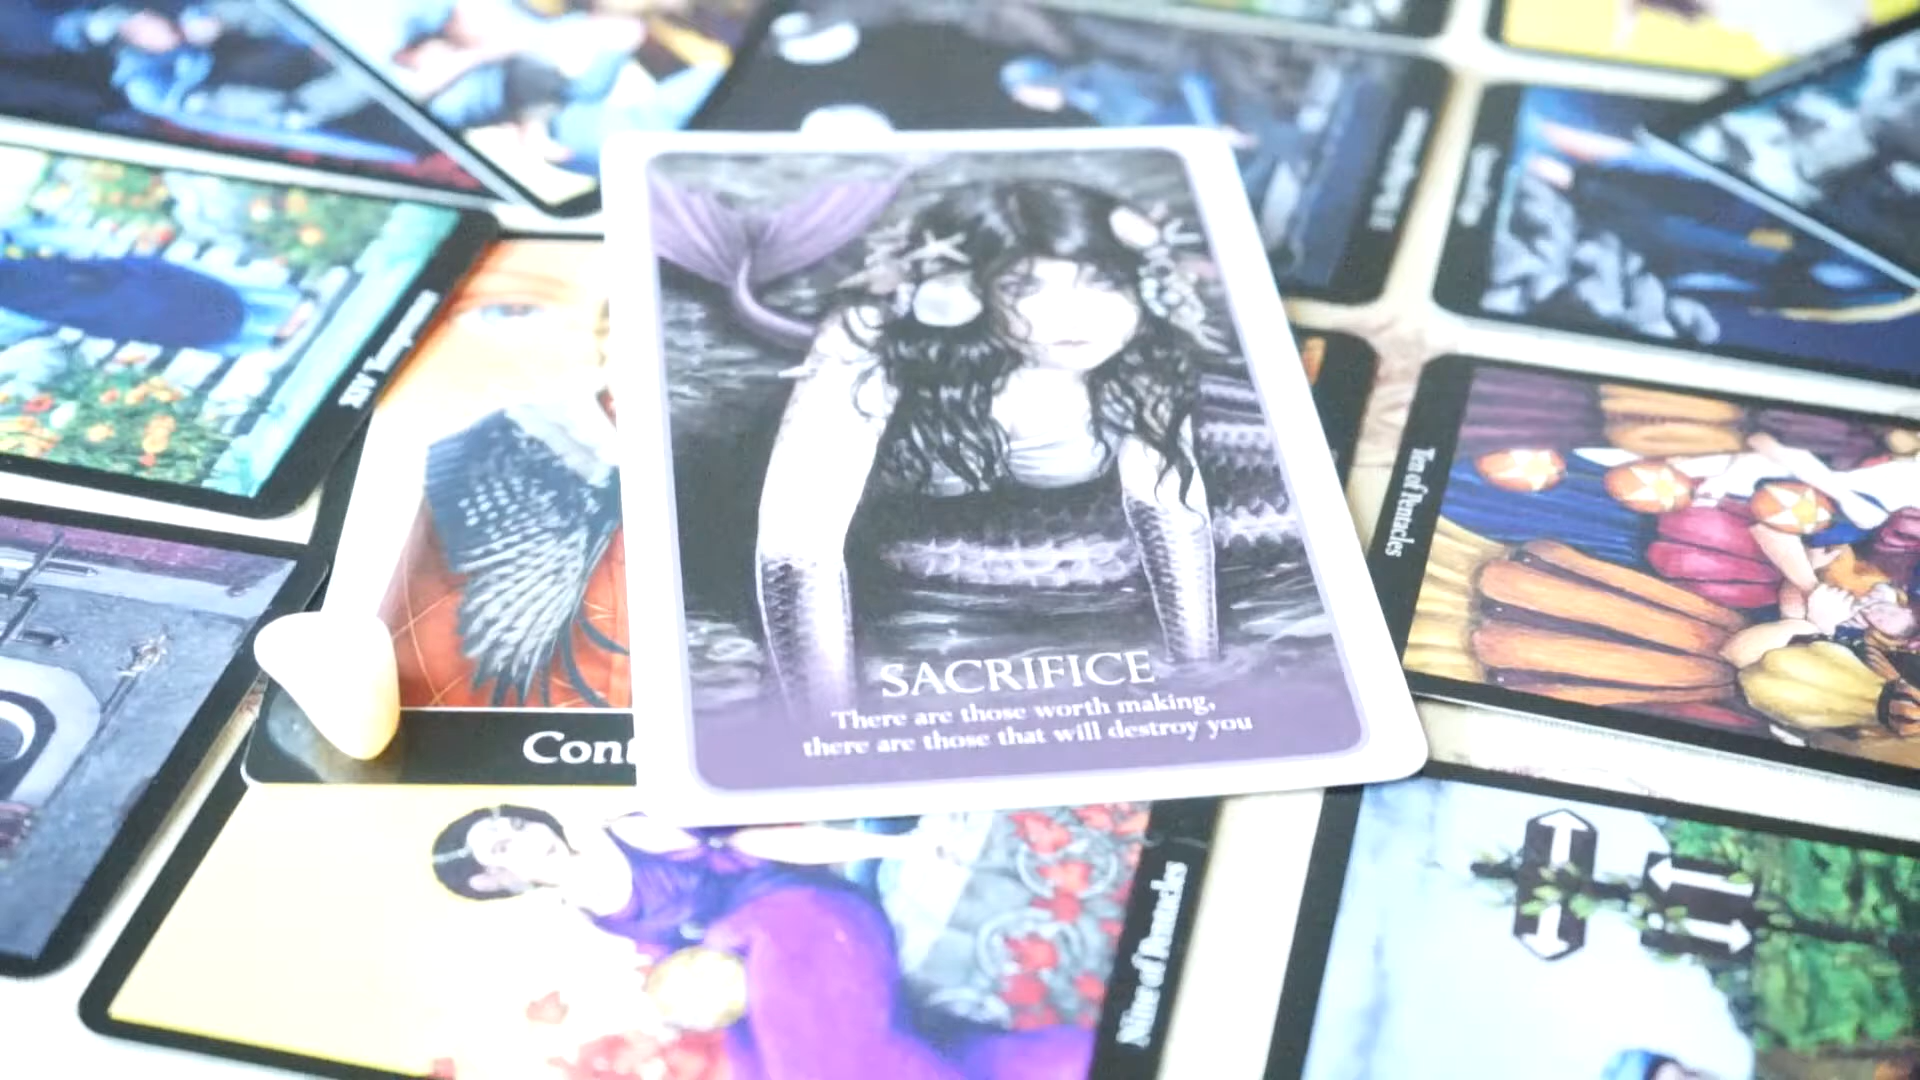 SACRIFICE
There are those worth making,
there are those that will destroy you
Cont
Ten of Pentacles
Nine of Pentacles